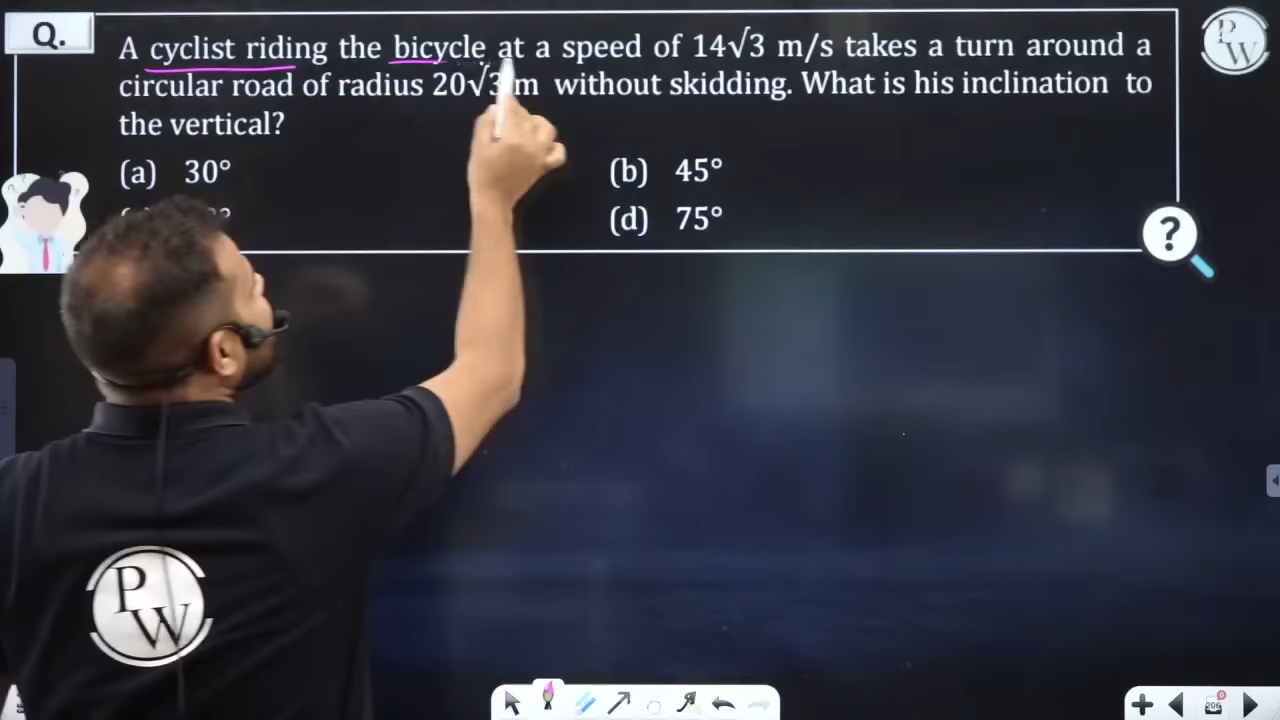 Q.
A cyclist riding the bicycle at a speed of 14√3 m/s takes a turn around a
circular road of radius 20√3 m without skidding. What is his inclination to
the vertical?
(a) 30°
(b) 45°
(d) 75°
?
P
W
P
W
206